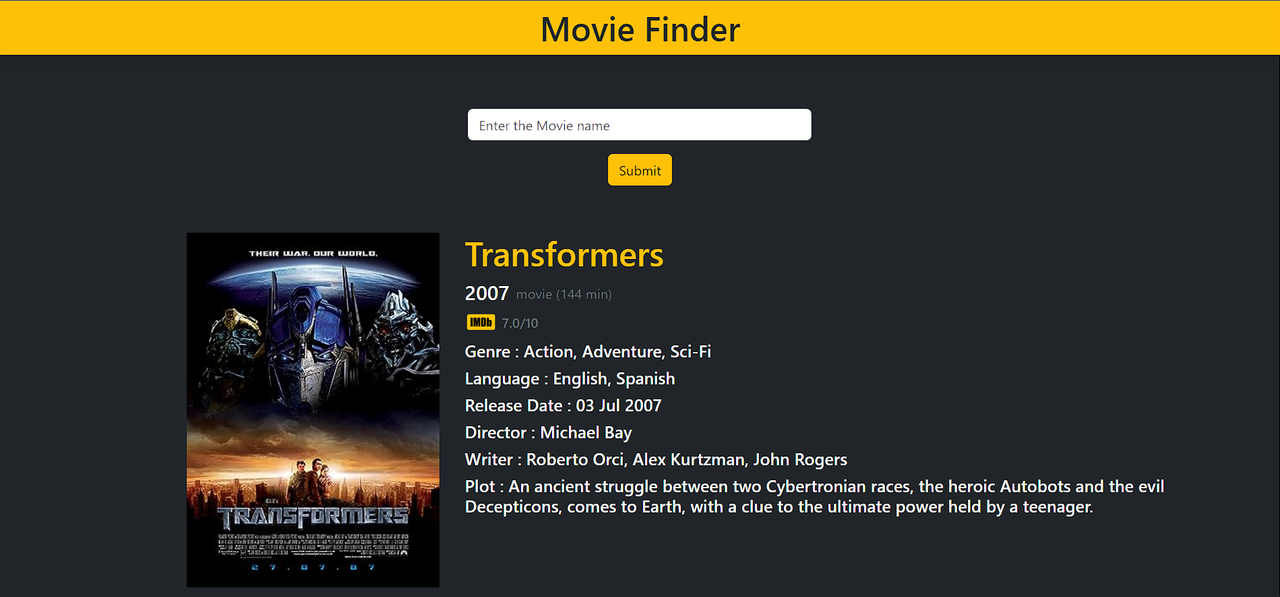 Movie Finder
Enter the Movie name
Submit
THEIR WAR. OUR WORLD.
TRANSFORMERS
27.07.07
Transformers
2007 movie (144 min)
IMDb 7.0/10
Genre : Action, Adventure, Sci-Fi
Language : English, Spanish
Release Date : 03 Jul 2007
Director : Michael Bay
Writer : Roberto Orci, Alex Kurtzman, John Rogers
Plot : An ancient struggle between two Cybertronian races, the heroic Autobots and the evil
Decepticons, comes to Earth, with a clue to the ultimate power held by a teenager.